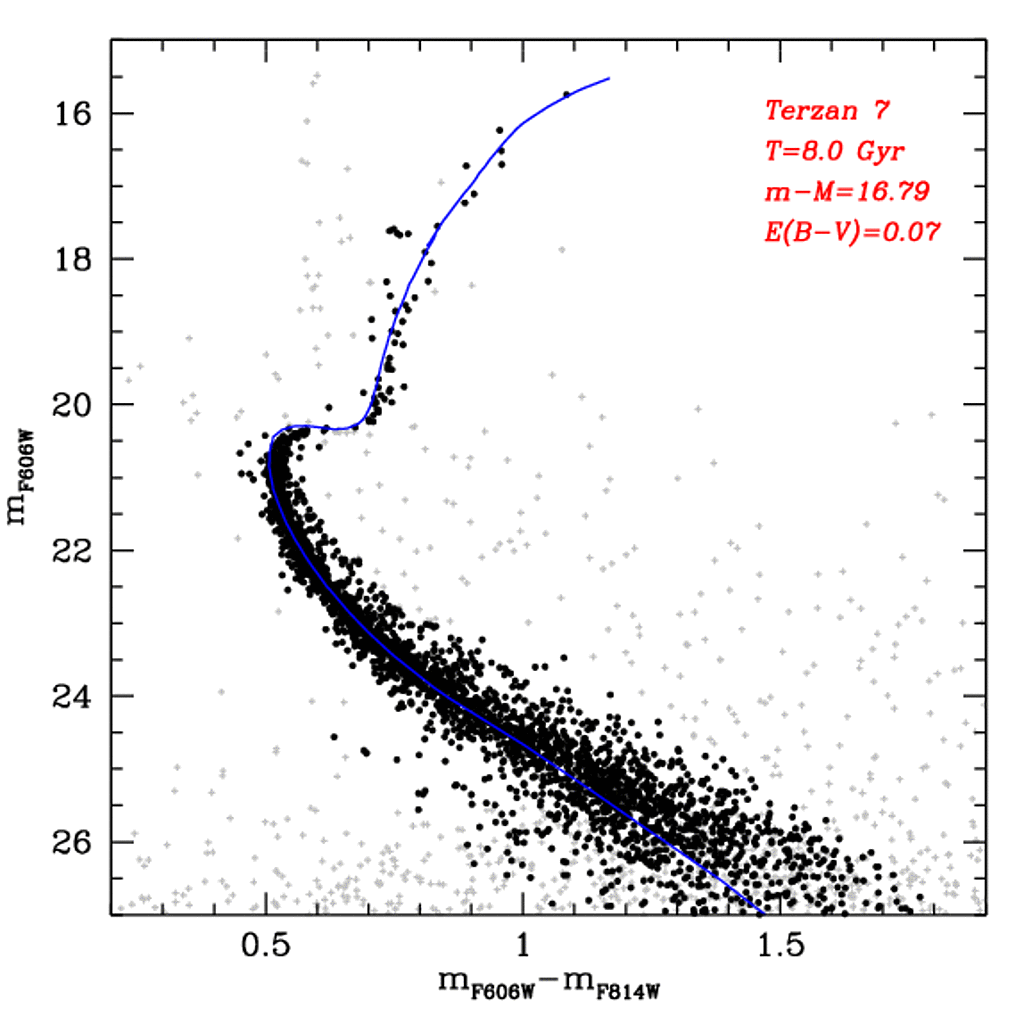 Terzan 7
T=8.0 Gyr
m-M=16.79
E(B-V)=0.07
16
18
20
22
24
26
m_F606W
0.5 1 1.5
m_F606W-m_F814W